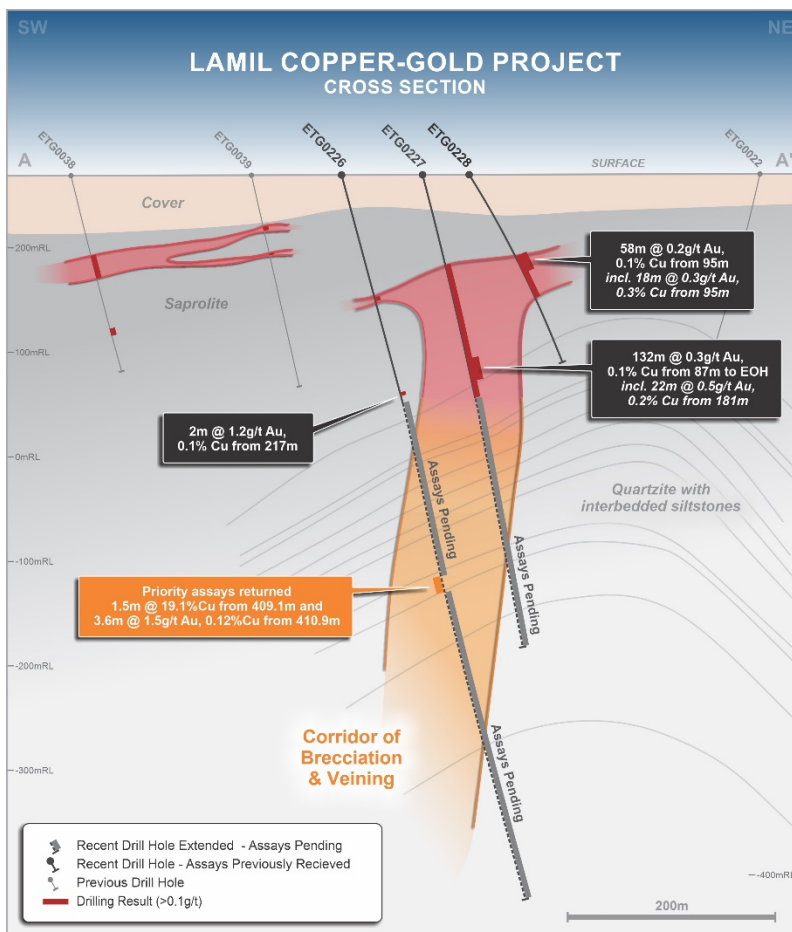 SW
NE
LAMIL COPPER-GOLD PROJECT
CROSS SECTION
ETG0038
ETG0039
ETG0226
ETG0227
ETG0228
ETG0022
A
SURFACE
A'
Cover
200mRL
Saprolite
58m @ 0.2g/t Au,
0.1% Cu from 95m
incl. 18m @ 0.3g/t Au,
0.3% Cu from 95m
100mRL
132m @ 0.3g/t Au,
0.1% Cu from 87m to EOH
incl. 22m @ 0.5g/t Au,
0.2% Cu from 181m
2m @ 1.2g/t Au,
0.1% Cu from 217m
0mRL
Assays Pending
Quartzite with
interbedded siltstones
-100mRL
Assays Pending
Priority assays returned
1.5m @ 19.1%Cu from 409.1m and
3.6m @ 1.5g/t Au, 0.12%Cu from 410.9m
-200mRL
Corridor of
Brecciation
& Veining
Assays Pending
-300mRL
Recent Drill Hole Extended - Assays Pending
Recent Drill Hole - Assays Previously Recieved
Previous Drill Hole
Drilling Result (>0.1g/t)
-400mRL
200m